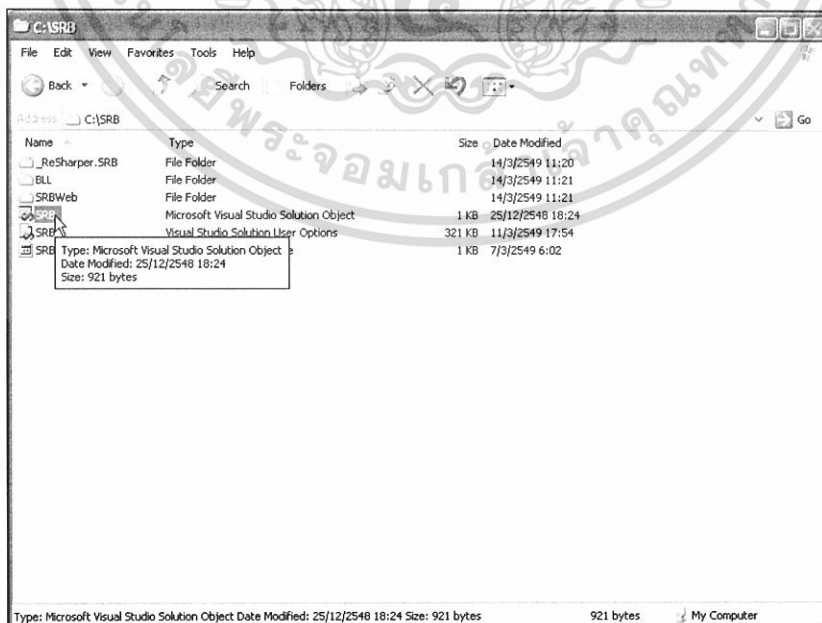 C:\SRB
File Edit View Favorites Tools Help
Back Search Folders
Address C:\SRB Go
Name Type Size Date Modified
_ReSharper.SRB File Folder 14/3/2549 11:20
BLL File Folder 14/3/2549 11:21
SRBWeb File Folder 14/3/2549 11:21
SRB Microsoft Visual Studio Solution Object 1 KB 25/12/2548 18:24
SRB Visual Studio Solution User Options 321 KB 11/3/2549 17:54
SRB 1 KB 7/3/2549 6:02
Type: Microsoft Visual Studio Solution Object
Date Modified: 25/12/2548 18:24
Size: 921 bytes
Type: Microsoft Visual Studio Solution Object Date Modified: 25/12/2548 18:24 Size: 921 bytes 921 bytes My Computer